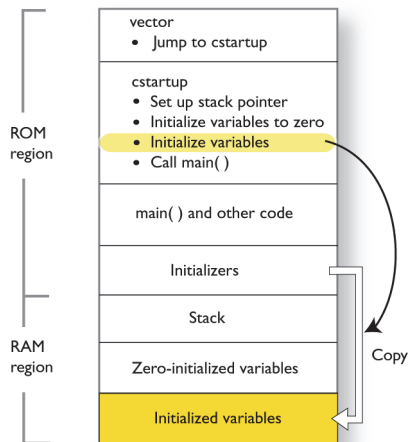 vector
• Jump to cstartup
cstartup
• Set up stack pointer
• Initialize variables to zero
• Initialize variables
• Call main( )
ROM
region
main( ) and other code
Initializers
Stack
RAM
region
Copy
Zero-initialized variables
Initialized variables